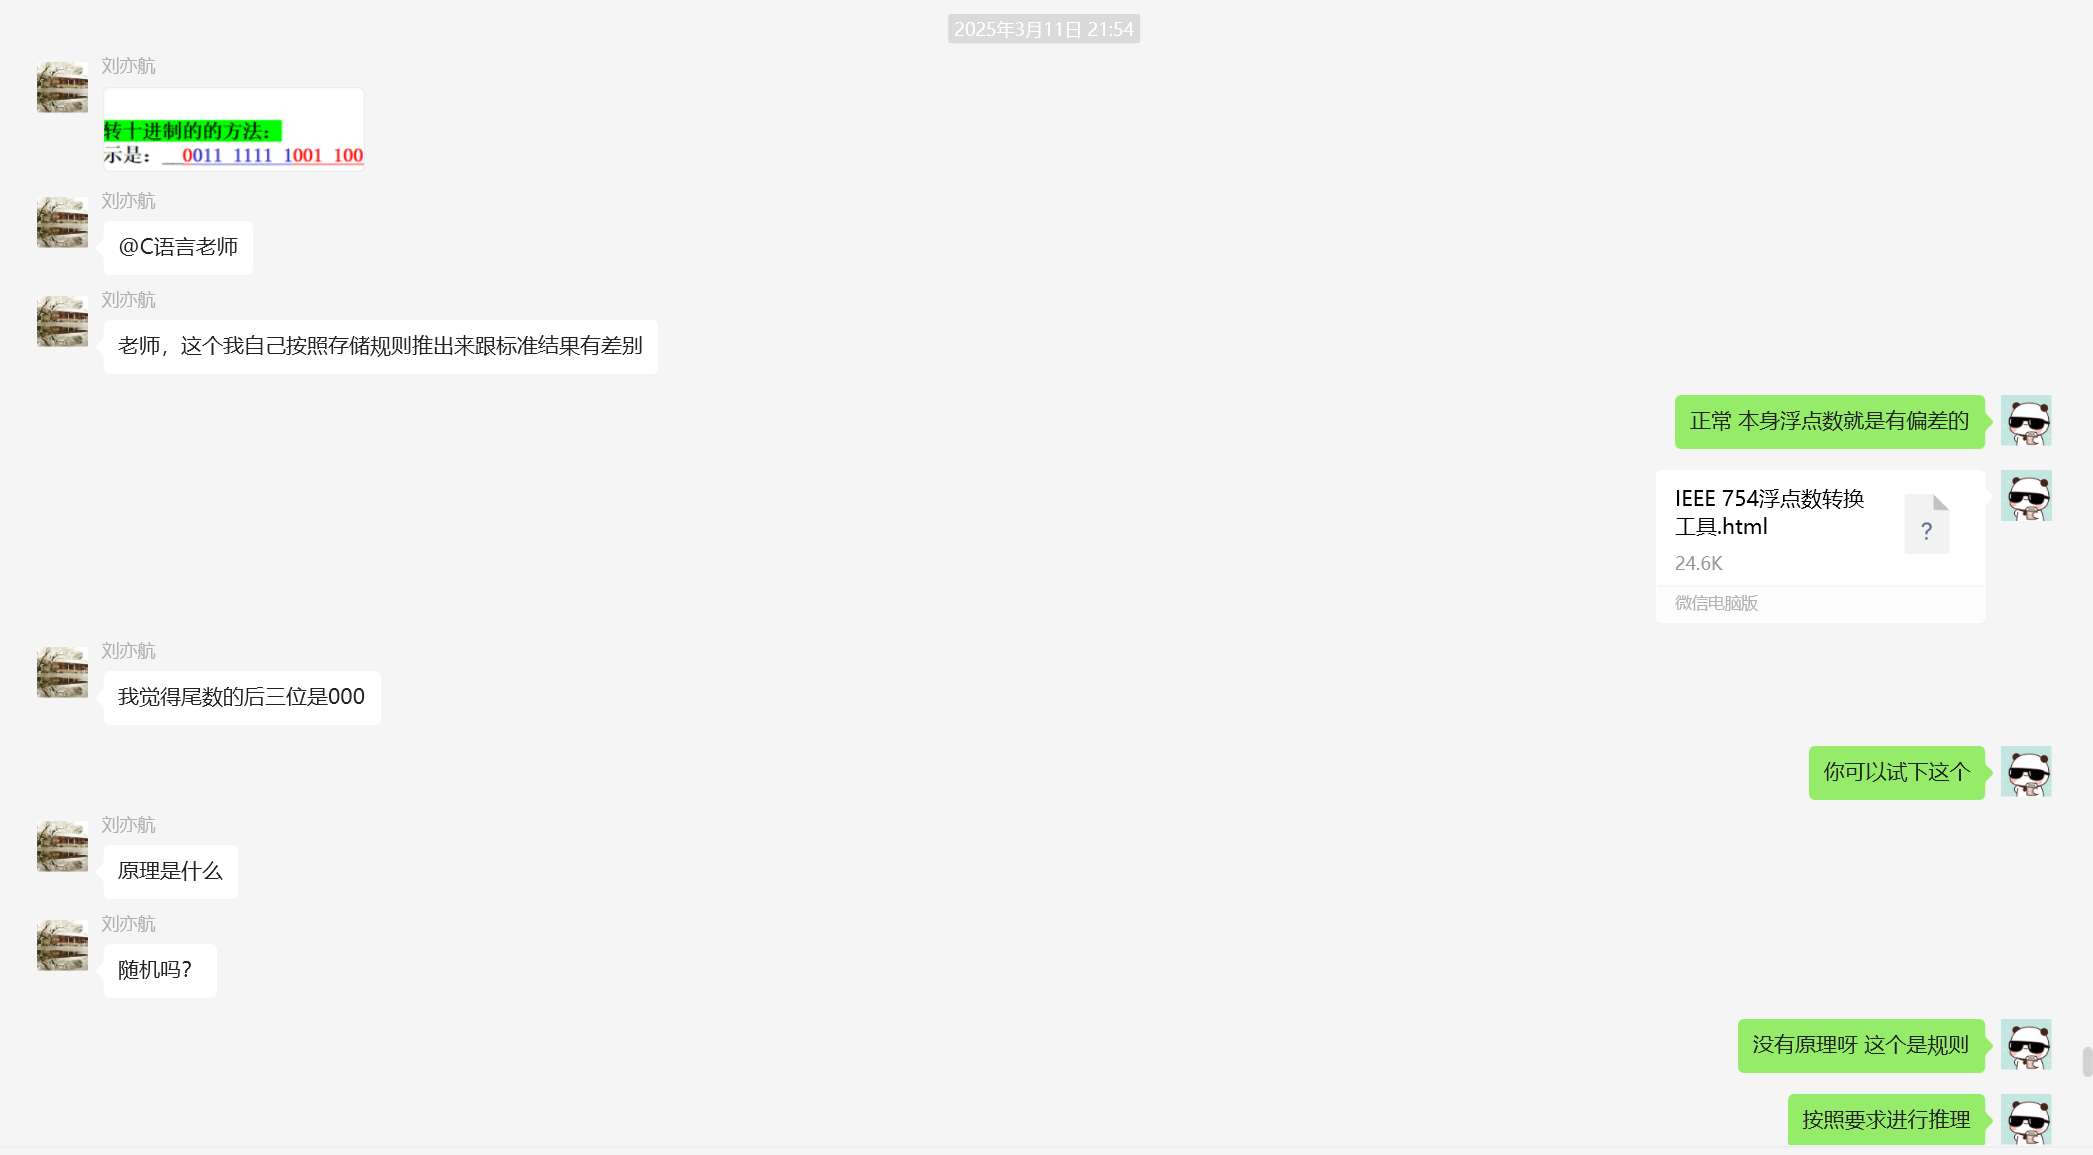 2025年3月11日 21:54
刘亦航
转十进制的的方法：
示是：__0011 1111 1001 100
刘亦航
@C语言老师
刘亦航
老师，这个我自己按照存储规则推出来跟标准结果有差别
正常 本身浮点数就是有偏差的
IEEE 754浮点数转换
工具.html
?
24.6K
微信电脑版
刘亦航
我觉得尾数的后三位是000
你可以试下这个
刘亦航
原理是什么
刘亦航
随机吗?
没有原理呀 这个是规则
按照要求进行推理